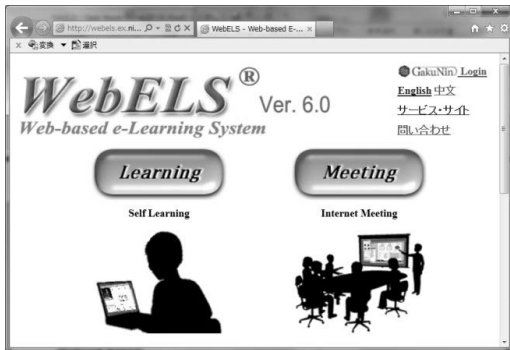 http://webels.ex.ni...
WebELS - Web-based E-...
変換 選択
GakuNin Login
English 中文
サービス・サイト
問い合わせ
WebELS® Ver. 6.0
Web-based e-Learning System
Learning
Meeting
Self Learning
Internet Meeting